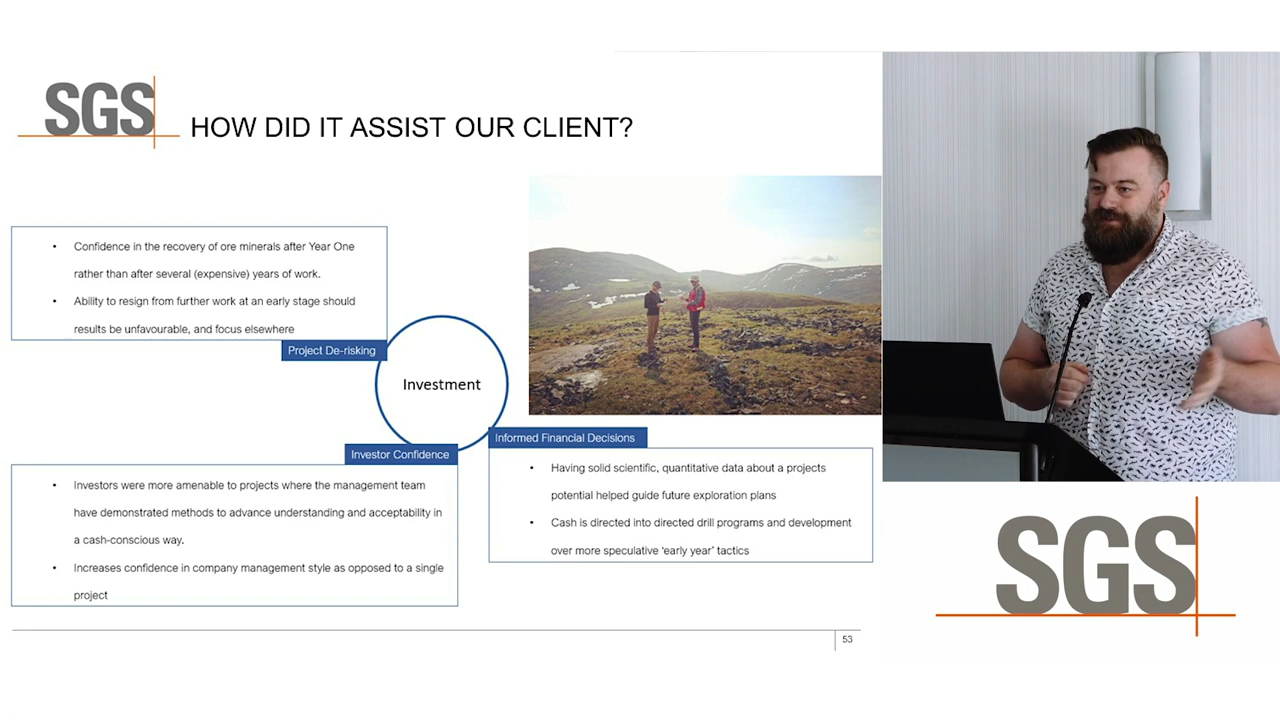 SGS
HOW DID IT ASSIST OUR CLIENT?
• Confidence in the recovery of ore minerals after Year One
rather than after several (expensive) years of work.
• Ability to resign from further work at an early stage should
results be unfavourable, and focus elsewhere
Project De-risking
Investment
Investor Confidence
• Investors were more amenable to projects where the management team
have demonstrated methods to advance understanding and acceptability in
a cash-conscious way.
• Increases confidence in company management style as opposed to a single
project
Informed Financial Decisions
• Having solid scientific, quantitative data about a projects
potential helped guide future exploration plans
• Cash is directed into directed drill programs and development
over more speculative ‘early year’ tactics
53
SGS